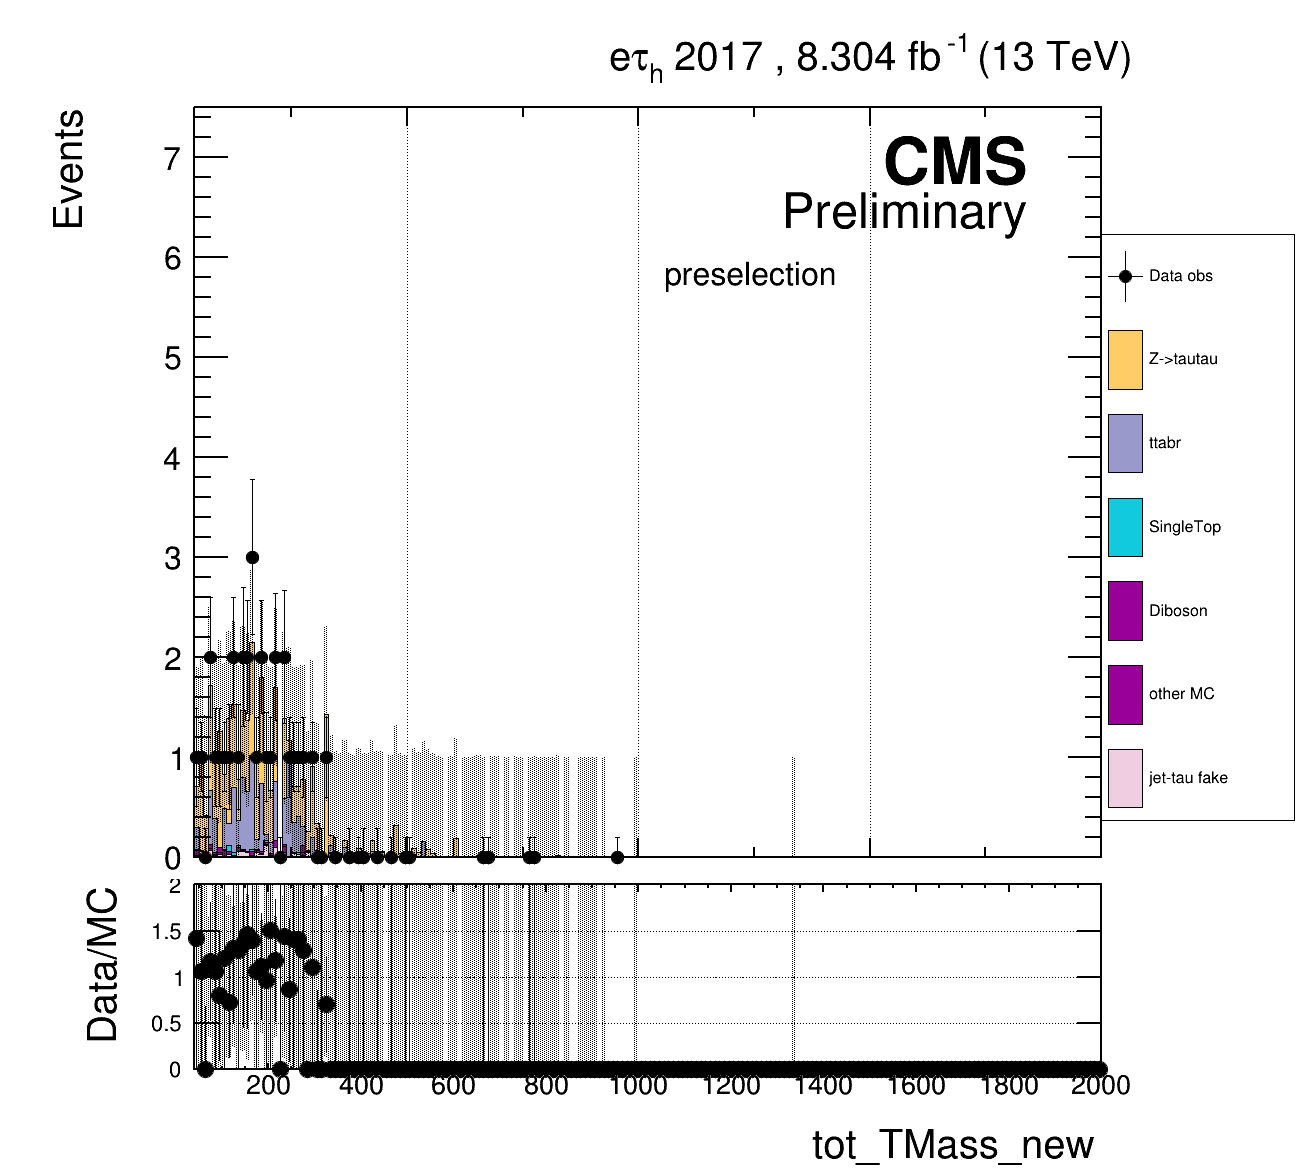 eτh 2017 , 8.304 fb-1 (13 TeV)
Events
7
6
5
4
3
2
1
0
CMS
Preliminary
preselection
Data obs
Z->tautau
ttabr
SingleTop
Diboson
other MC
jet-tau fake
Data/MC
2
1.5
1
0.5
0
200 400 600 800 1000 1200 1400 1600 1800 2000
tot_TMass_new